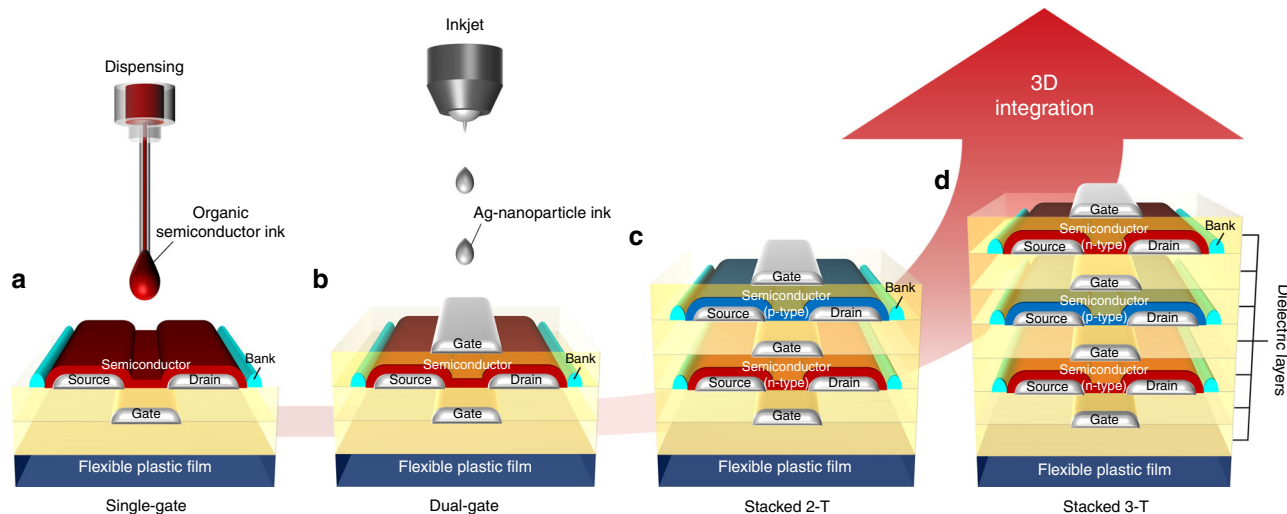 Dispensing
Organic
semiconductor ink
Inkjet
Ag-nanoparticle ink
3D
integration
a
Semiconductor
Source
Drain
Bank
Gate
Flexible plastic film
Single-gate
b
Gate
Semiconductor
Source
Drain
Bank
Gate
Flexible plastic film
Dual-gate
c
Gate
Semiconductor
(p-type)
Source
Drain
Bank
Gate
Semiconductor
(n-type)
Source
Drain
Gate
Flexible plastic film
Stacked 2-T
d
Gate
Semiconductor
(n-type)
Source
Drain
Bank
Gate
Semiconductor
(p-type)
Source
Drain
Gate
Semiconductor
(n-type)
Source
Drain
Gate
Flexible plastic film
Stacked 3-T
Dielectric layers